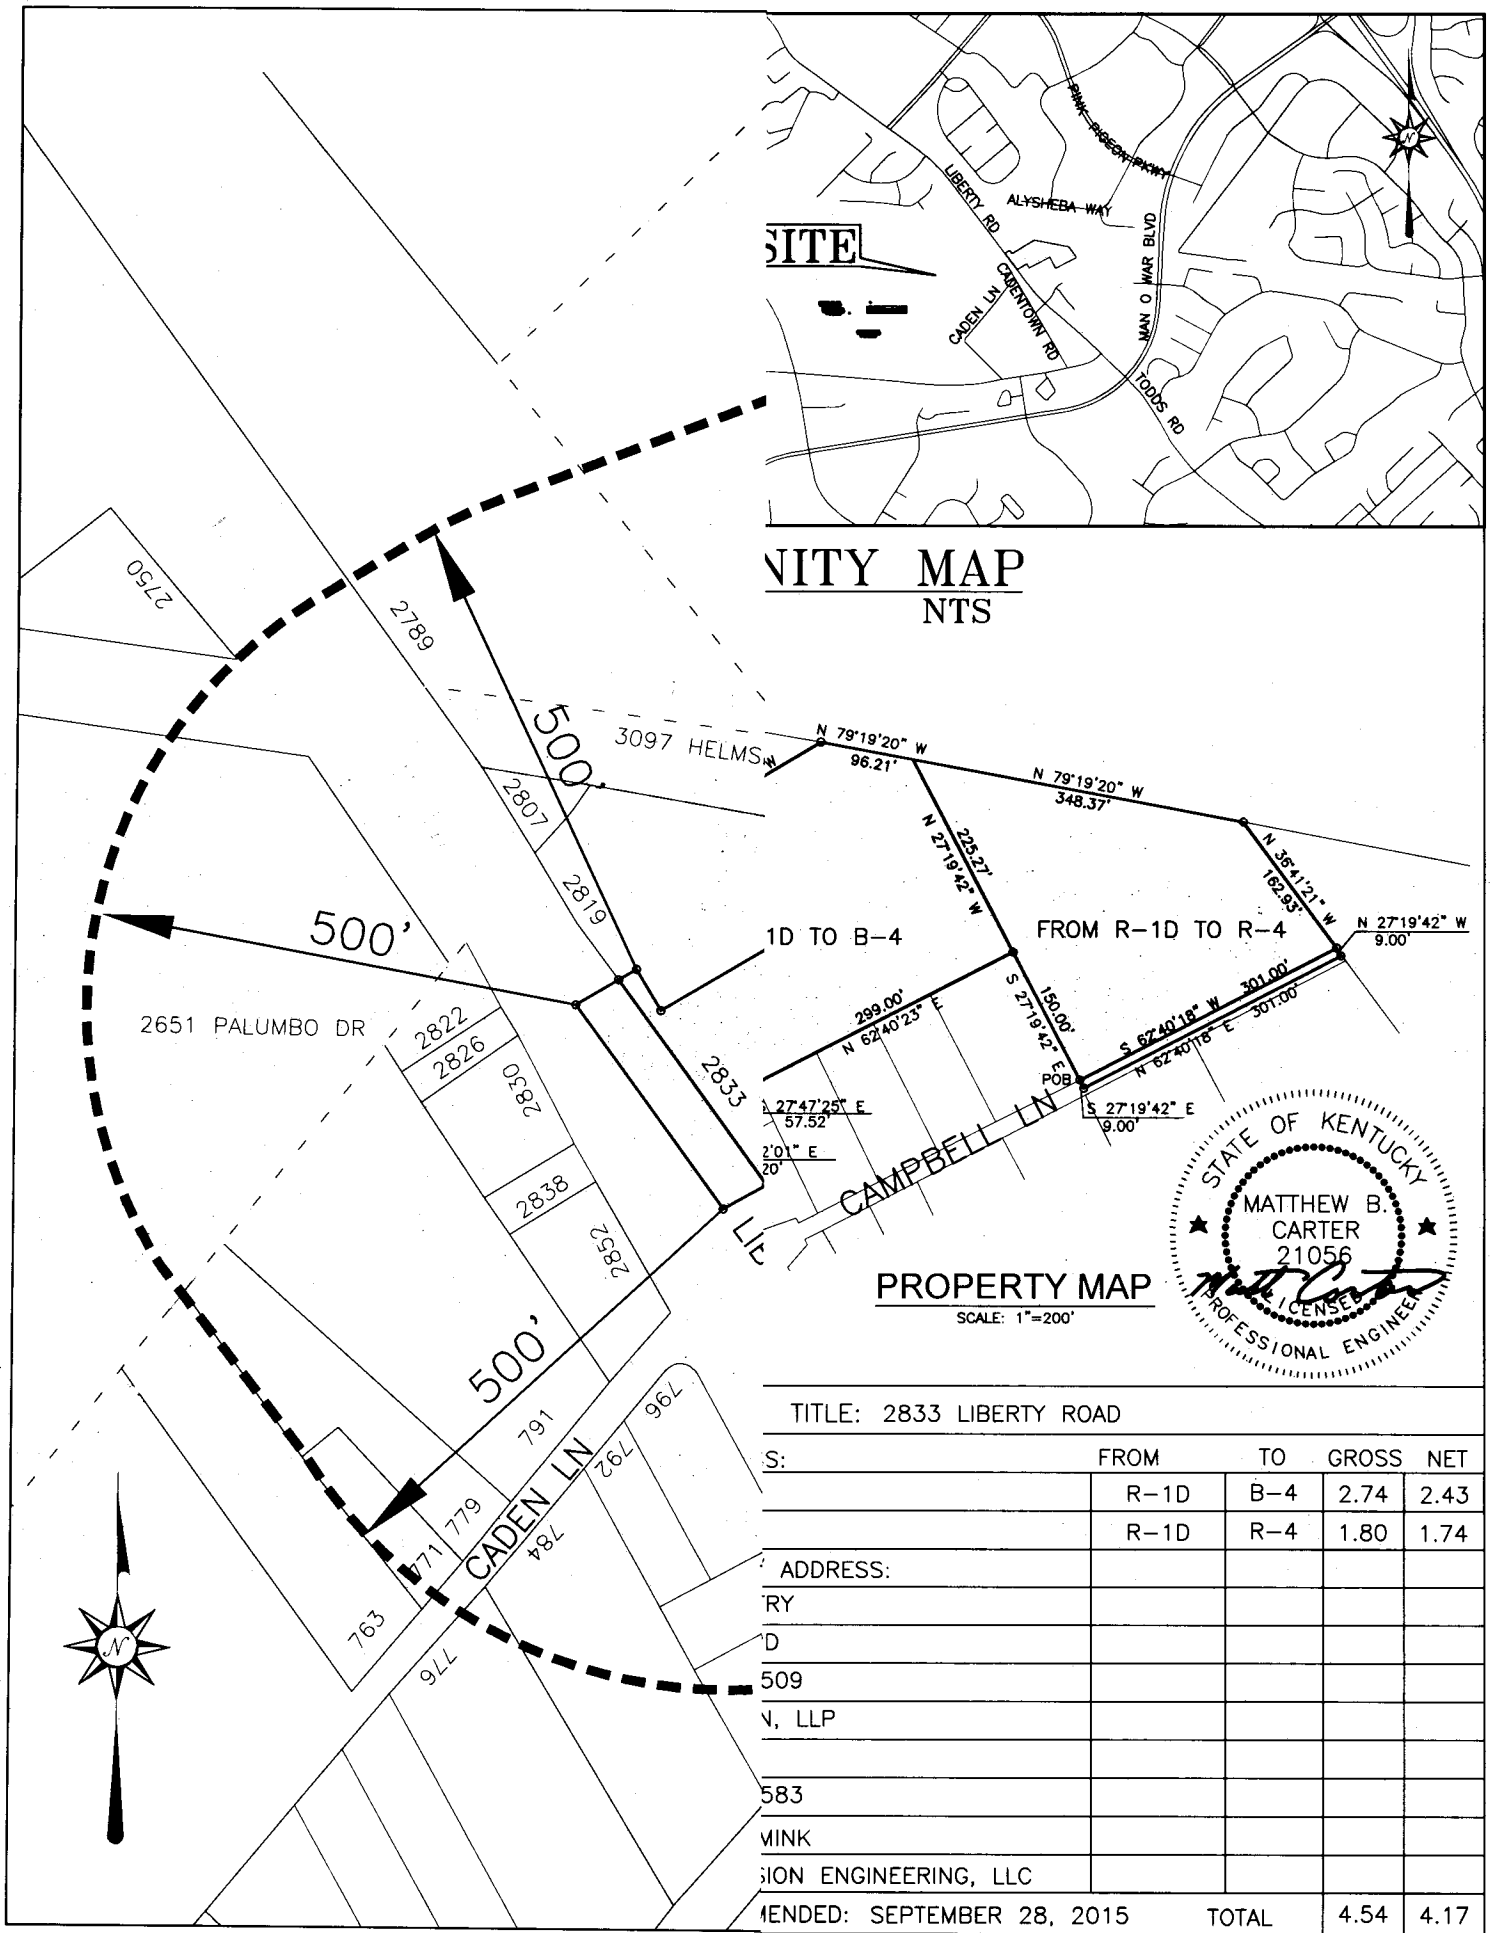 PINK PIGEON PKWY
LIBERTY RD
ALYSHEBA WAY
MAN O WAR BLVD
SITE
CADEN LN
CADENTOWN RD
TODDS RD
N
NITY MAP
NTS
2750
2789
500'
3097 HELMS
2807
2819
500'
2651 PALUMBO DR
2822
2826
2830
2833
2838
2852
500'
791
796
792
779
CADEN LN
784
771
763
776
N
W
N 79°19'20" W
96.21'
N 79°19'20" W
348.37'
225.27'
N 27°19'42" W
N 36°41'21" W
162.93'
1D TO B-4
FROM R-1D TO R-4
N 27°19'42" W
9.00'
299.00'
N 62°40'23" E
150.00'
S 27°19'42" E
S 62°40'18" W 301.00'
N 62°40'18" E 301.00'
POB
27°47'25" E
57.52'
2'01" E
20'
S 27°19'42" E
9.00'
CAMPBELL LN
PROPERTY MAP
SCALE: 1"=200'
STATE OF KENTUCKY
MATTHEW B.
CARTER
21056
LICENSED
PROFESSIONAL ENGINEER
TITLE: 2833 LIBERTY ROAD
S: FROM TO GROSS NET
R-1D B-4 2.74 2.43
R-1D R-4 1.80 1.74
ADDRESS:
TRY
D
509
N, LLP
583
MINK
SION ENGINEERING, LLC
MENDED: SEPTEMBER 28, 2015 TOTAL 4.54 4.17